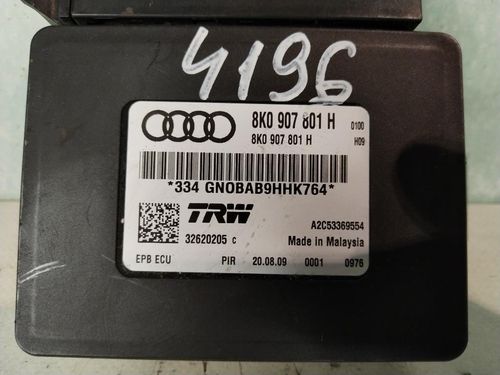 4196
8K0 907 801 H 0100
8K0 907 801 H H09
*334 GNOBAB9HHK764*
TRW A2C53369554
32620205 C Made in Malaysia
EPB ECU PIR 20.08.09 0001 0976